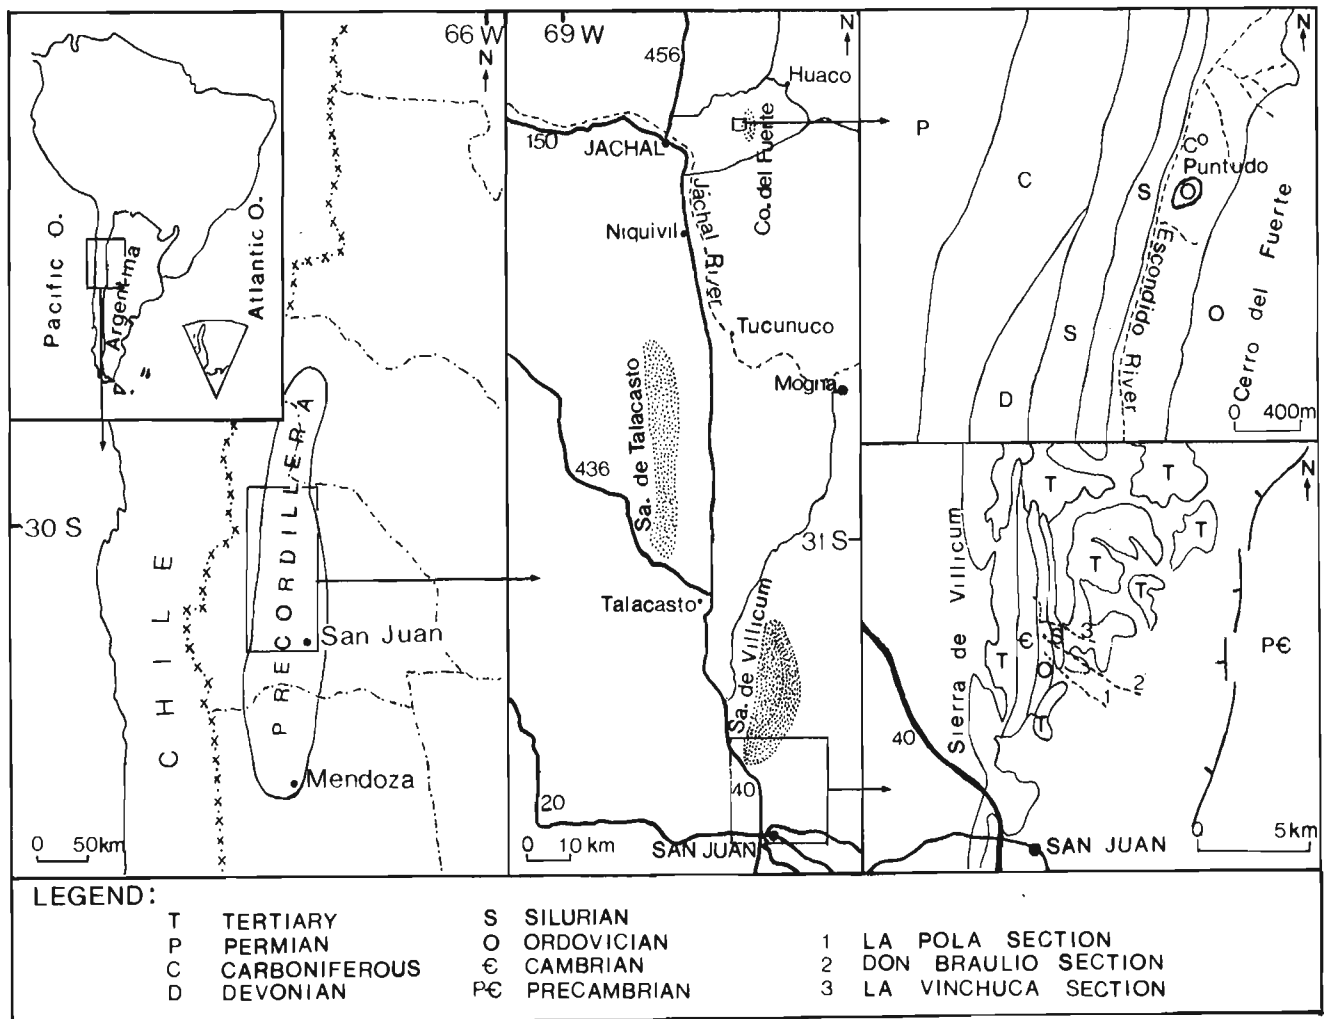 66 W
N
Pacific O.
Atlantic O.
Argentina
30 S
CHILE
PRECORDILLERA
San Juan
Mendoza
0 50km
69 W
N
456
Huaco
150
JACHAL
Co. del Fuerte
Niquivil
Jáchal River
Tucunuco
Mogna
Sa. de Talacasto
436
31 S
Talacasto
Sa. de Villicum
40
20
0 10 km
SAN JUAN
N
P
C
S
C° Puntudo
O
Escondido River
S
O
Cerro del Fuerte
D
0 400m
N
T
T
T
T
T
Sierra de Villicum
Є
S
3
T
O
2
1
T
PЄ
40
0 5km
SAN JUAN
LEGEND:
T TERTIARY
P PERMIAN
C CARBONIFEROUS
D DEVONIAN
S SILURIAN
O ORDOVICIAN
Є CAMBRIAN
PЄ PRECAMBRIAN
1 LA POLA SECTION
2 DON BRAULIO SECTION
3 LA VINCHUCA SECTION